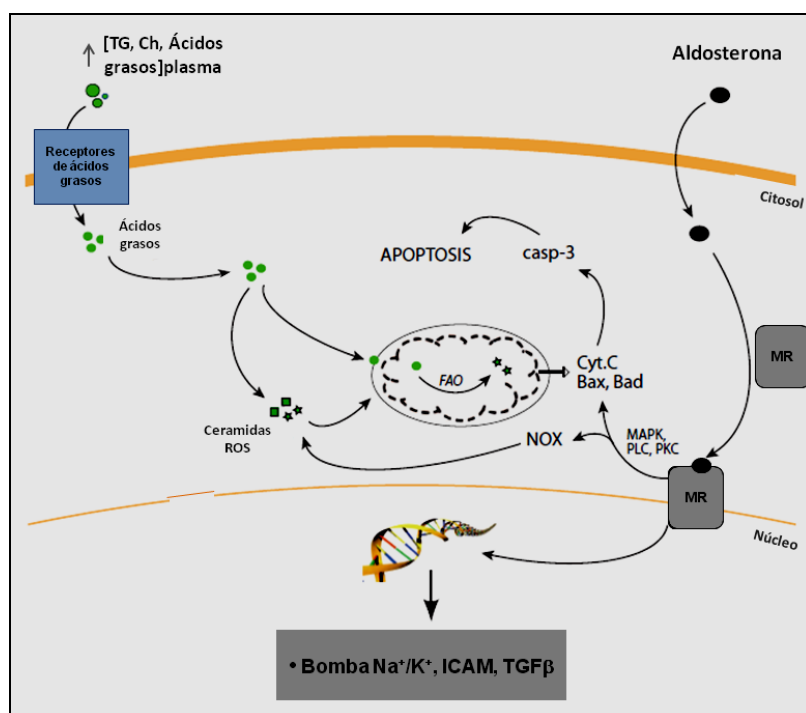 ↑ [TG, Ch, Ácidos
grasos]plasma
Aldosterona
Receptores
de ácidos
grasos
Citosol
Ácidos
grasos
APOPTOSIS
casp-3
MR
Cyt.C
Bax, Bad
FAO
Ceramidas
ROS
NOX
MAPK,
PLC, PKC
MR
Núcleo
• Bomba Na⁺/K⁺, ICAM, TGFβ